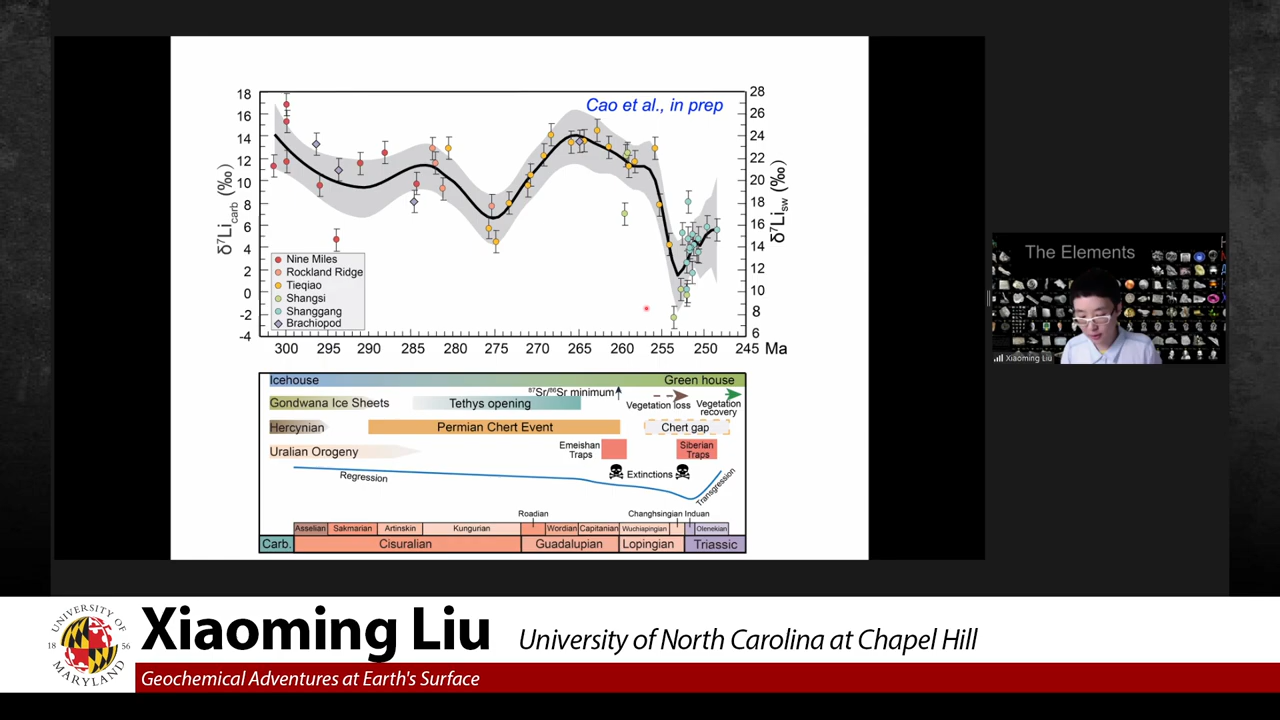 Cao et al., in prep
18
16
14
12
10
8
6
4
2
0
-2
-4
δ⁷Licarb (‰)
28
26
24
22
20
18
16
14
12
10
8
6
δ⁷Lisw (‰)
Nine Miles
Rockland Ridge
Tieqiao
Shangsi
Shanggang
Brachiopod
300 295 290 285 280 275 270 265 260 255 250 245 Ma
Icehouse
Green house
⁸⁷Sr/⁸⁶Sr minimum
Gondwana Ice Sheets
Tethys opening
Vegetation loss
Vegetation
recovery
Hercynian
Permian Chert Event
Chert gap
Uralian Orogeny
Emeishan
Traps
Siberian
Traps
Extinctions
Regression
Transgression
Roadian
Changhsingian Induan
Asselian Sakmarian Artinskin Kungurian Wordian Capitanian Wuchiapingian Olenekian
Carb. Cisuralian Guadalupian Lopingian Triassic
The Elements
Xiaoming Liu
UNIVERSITY OF
18 56
MARYLAND
Xiaoming Liu University of North Carolina at Chapel Hill
Geochemical Adventures at Earth's Surface